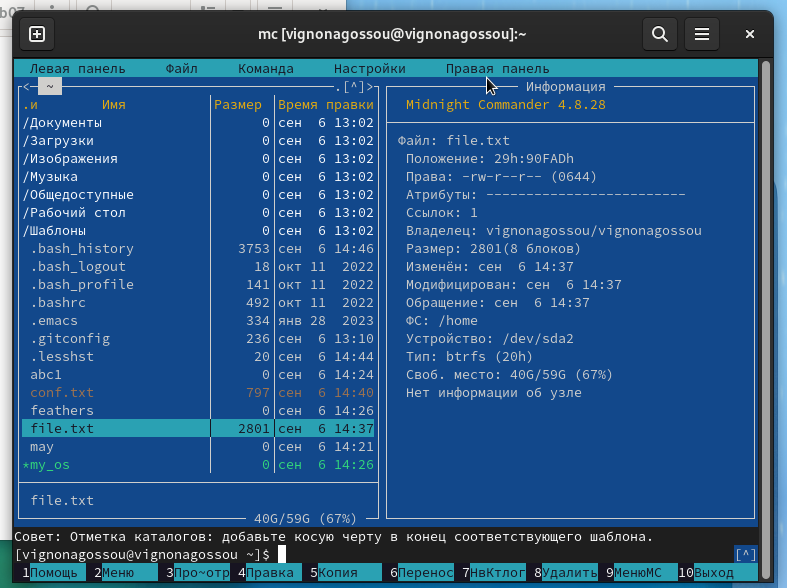 mc [vignonagossou@vignonagossou]:~
Левая панель Файл Команда Настройки Правая панель
<- ~ .[^]>
.и Имя Размер Время правки
/Документы 0 сен 6 13:02
/Загрузки 0 сен 6 13:02
/Изображения 0 сен 6 13:02
/Музыка 0 сен 6 13:02
/Общедоступные 0 сен 6 13:02
/Рабочий стол 0 сен 6 13:02
/Шаблоны 0 сен 6 13:02
.bash_history 3753 сен 6 14:46
.bash_logout 18 окт 11 2022
.bash_profile 141 окт 11 2022
.bashrc 492 окт 11 2022
.emacs 334 янв 28 2023
.gitconfig 236 сен 6 13:10
.lesshst 20 сен 6 14:44
abc1 0 сен 6 14:24
conf.txt 797 сен 6 14:40
feathers 0 сен 6 14:26
file.txt 2801 сен 6 14:37
may 0 сен 6 14:21
*my_os 0 сен 6 14:26
file.txt
40G/59G (67%)
Информация
Midnight Commander 4.8.28
Файл: file.txt
Положение: 29h:90FADh
Права: -rw-r--r-- (0644)
Атрибуты: -------------------------
Ссылок: 1
Владелец: vignonagossou/vignonagossou
Размер: 2801(8 блоков)
Изменён: сен 6 14:37
Модифицирован: сен 6 14:37
Обращение: сен 6 14:37
ФС: /home
Устройство: /dev/sda2
Тип: btrfs (20h)
Своб. место: 40G/59G (67%)
Нет информации об узле
Совет: Отметка каталогов: добавьте косую черту в конец соответствующего шаблона.
[vignonagossou@vignonagossou ~]$ [^]
1Помощь 2Меню 3Про~отр 4Правка 5Копия 6Перенос 7НвКтлог 8Удалить 9МенюMC 10Выход